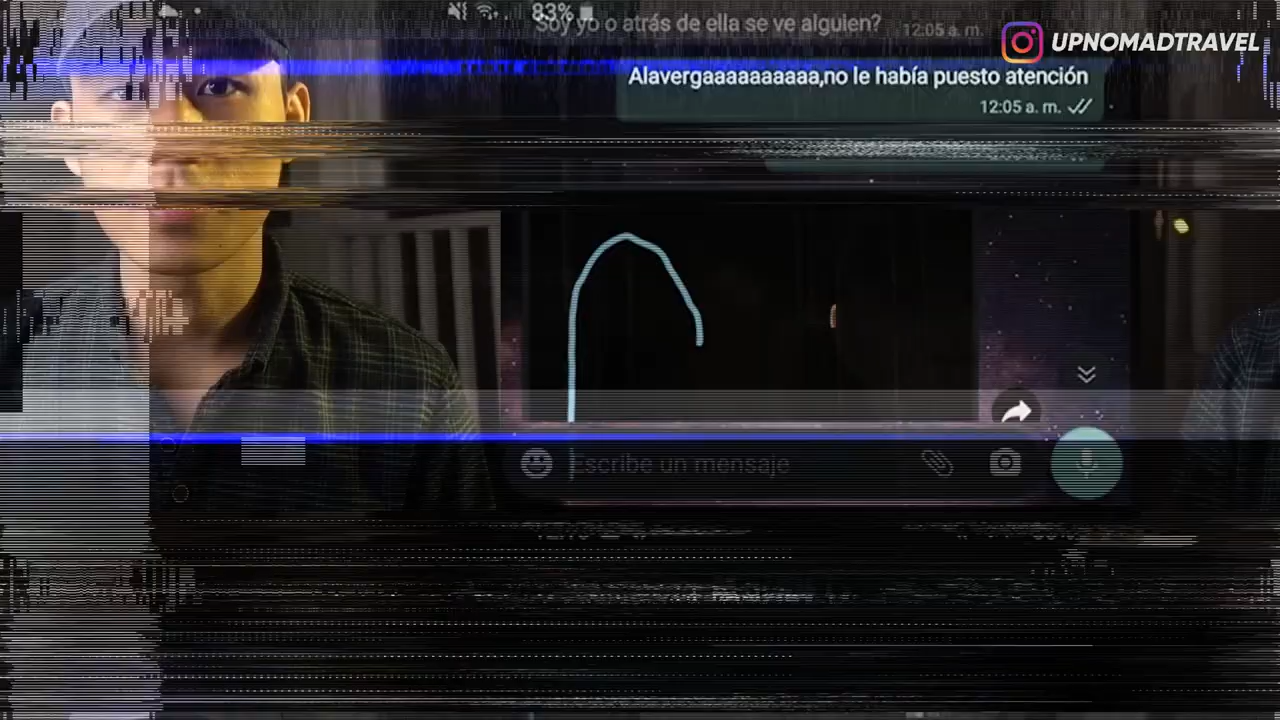 83%
Soy yo o atrás de ella se ve alguien?
12:05 a. m.
UPNOMADTRAVEL
Alavergaaaaaaaaaa,no le había puesto atención
12:05 a. m.
Escribe un mensaje